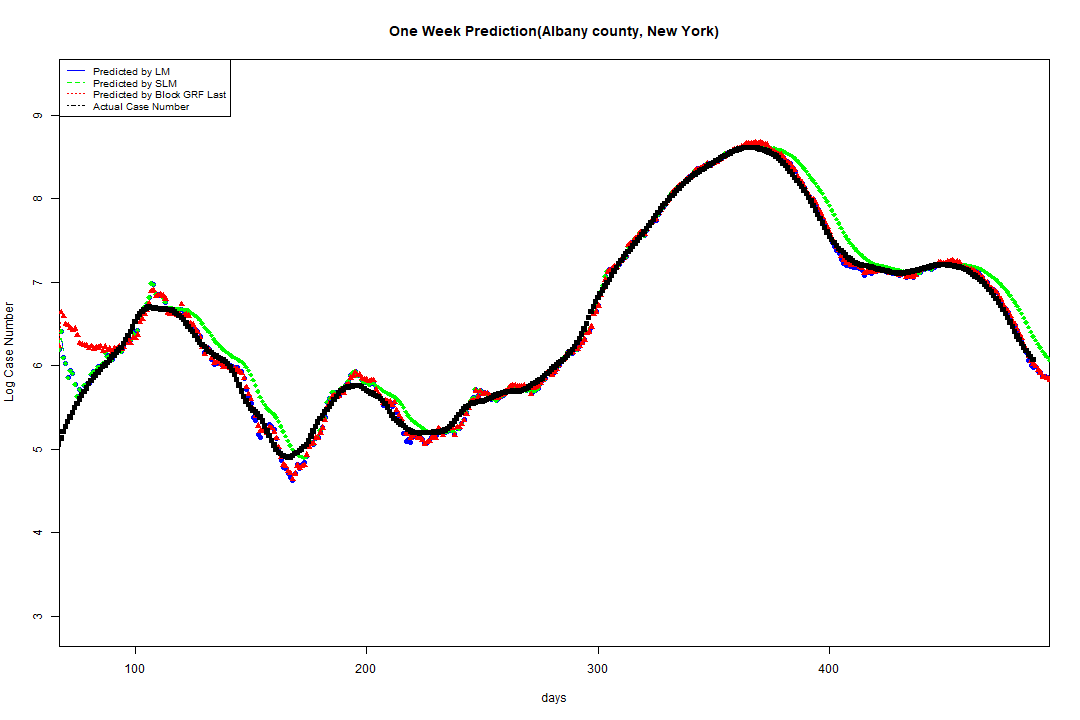 One Week Prediction(Albany county, New York)
Predicted by LM
Predicted by SLM
Predicted by Block GRF Last
Actual Case Number
Log Case Number
9
8
7
6
5
4
3
100 200 300 400
days